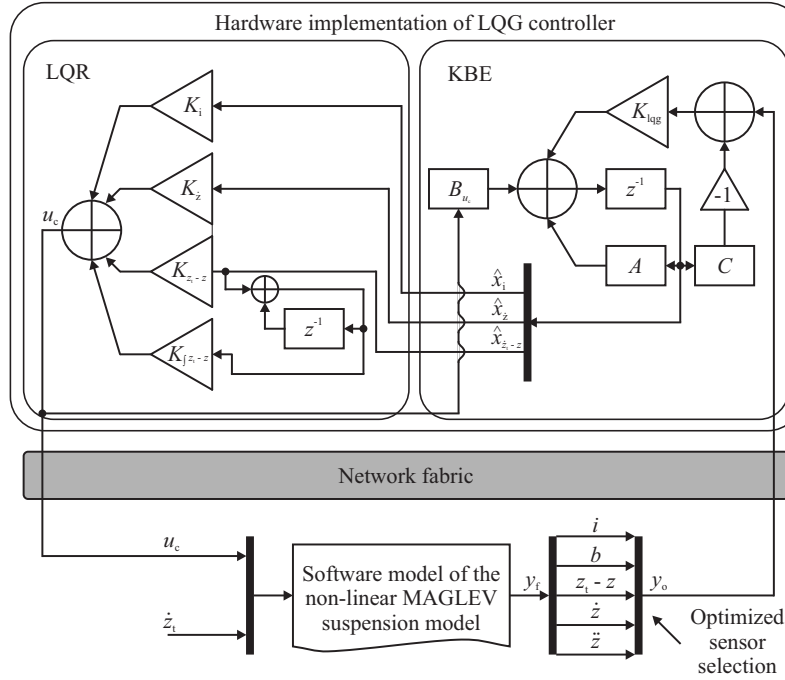 Hardware implementation of LQG controller
LQR
KBE
K_i
K_lqg
K_ż
B_{u_c}
z^{-1}
-1
u_c
K_{z_t - z}
A
C
z^{-1}
K_{∫z_t - z}
x̂_i
x̂_ż
x̂_{ż_t - z}
Network fabric
u_c
ż_t
Software model of the
non-linear MAGLEV
suspension model
y_f
i
b
z_t - z
ż
z̈
y_o
Optimized
sensor
selection